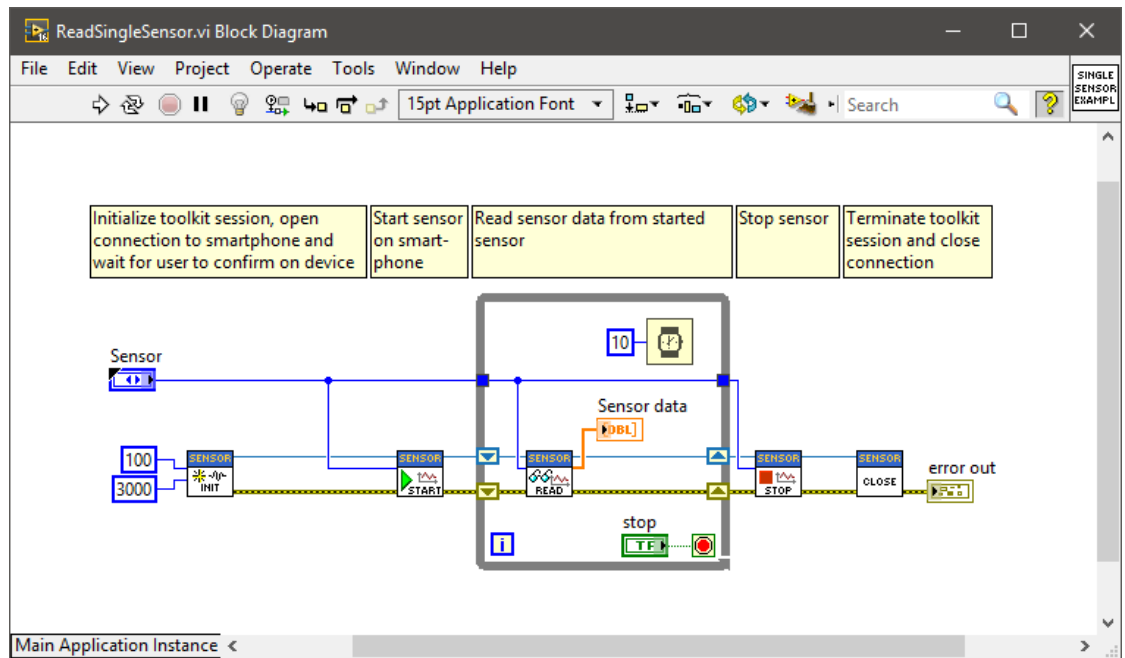 ReadSingleSensor.vi Block Diagram
File Edit View Project Operate Tools Window Help
SINGLE
SENSOR
EXAMPL
15pt Application Font
Search
Initialize toolkit session, open
connection to smartphone and
wait for user to confirm on device
Start sensor
on smart-
phone
Read sensor data from started
sensor
Stop sensor
Terminate toolkit
session and close
connection
10
Sensor
Sensor data
DBL]
100
3000
SENSOR
INIT
SENSOR
START
SENSOR
READ
SENSOR
STOP
SENSOR
CLOSE
error out
stop
TF
i
Main Application Instance